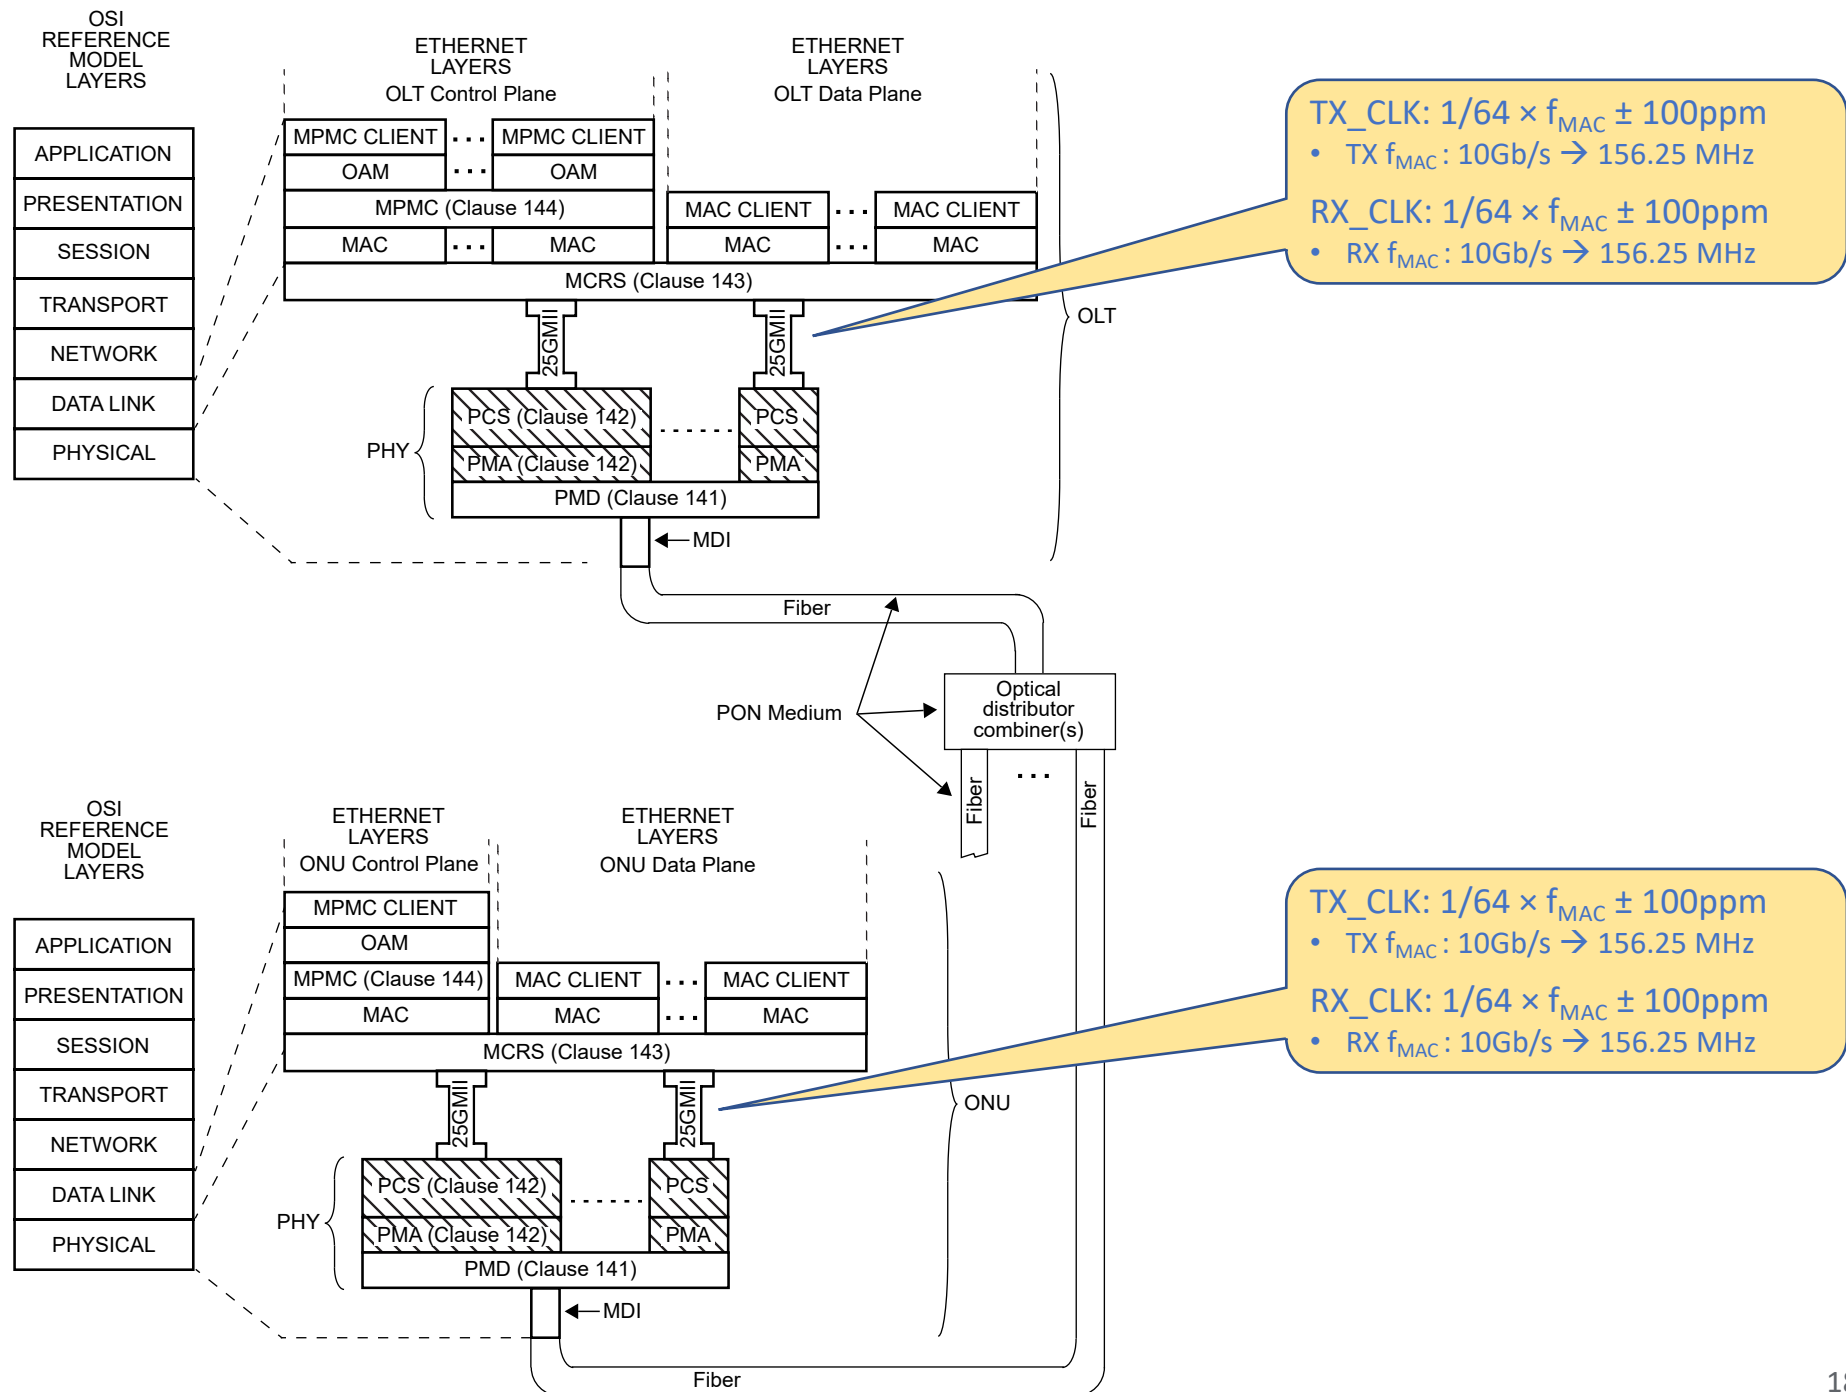 OSI
REFERENCE
MODEL
LAYERS
ETHERNET
LAYERS
OLT Control Plane
ETHERNET
LAYERS
OLT Data Plane
APPLICATION
PRESENTATION
SESSION
TRANSPORT
NETWORK
DATA LINK
PHYSICAL
MPMC CLIENT ... MPMC CLIENT
OAM ... OAM
MPMC (Clause 144)
MAC ... MAC
MAC CLIENT ... MAC CLIENT
MAC ... MAC
MCRS (Clause 143)
25GMII
25GMII
OLT
PHY
PCS (Clause 142)
PCS
PMA (Clause 142)
PMA
PMD (Clause 141)
MDI
TX_CLK: 1/64 × fMAC ± 100ppm
• TX fMAC : 10Gb/s → 156.25 MHz
RX_CLK: 1/64 × fMAC ± 100ppm
• RX fMAC : 10Gb/s → 156.25 MHz
Fiber
PON Medium
Optical
distributor
combiner(s)
Fiber
...
Fiber
OSI
REFERENCE
MODEL
LAYERS
ETHERNET
LAYERS
ONU Control Plane
ETHERNET
LAYERS
ONU Data Plane
APPLICATION
PRESENTATION
SESSION
TRANSPORT
NETWORK
DATA LINK
PHYSICAL
MPMC CLIENT
OAM
MPMC (Clause 144)
MAC
MAC CLIENT ... MAC CLIENT
MAC ... MAC
MCRS (Clause 143)
25GMII
25GMII
ONU
PHY
PCS (Clause 142)
PCS
PMA (Clause 142)
PMA
PMD (Clause 141)
MDI
TX_CLK: 1/64 × fMAC ± 100ppm
• TX fMAC : 10Gb/s → 156.25 MHz
RX_CLK: 1/64 × fMAC ± 100ppm
• RX fMAC : 10Gb/s → 156.25 MHz
Fiber